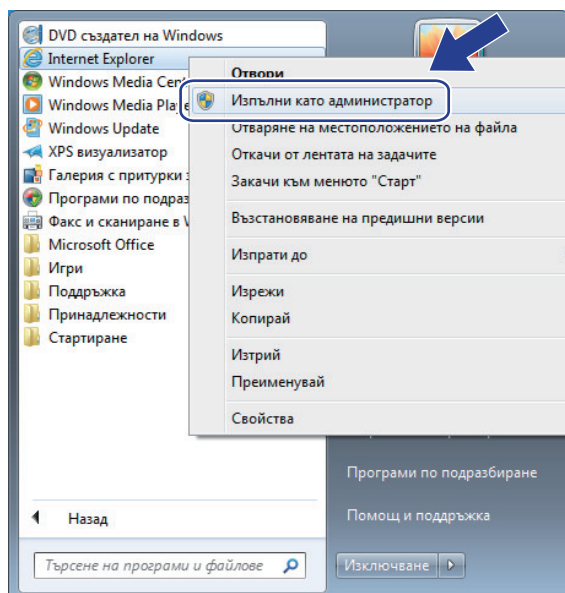 DVD създател на Windows
Internet Explorer
Windows Media Cen
Windows Media Playe
Windows Update
XPS визуализатор
Галерия с притурки
Програми по подраз
Факс и сканиране в
Microsoft Office
Игри
Поддръжка
Принадлежности
Стартиране
Назад
Търсене на програми и файлове
Отвори
Изпълни като администратор
Отваряне на местоположението на файла
Откачи от лентата на задачите
Закачи към менюто "Старт"
Възстановяване на предишни версии
Изпрати до
Изрежи
Копирай
Изтрий
Преименувай
Свойства
Програми по подразбиране
Помощ и поддръжка
Изключване